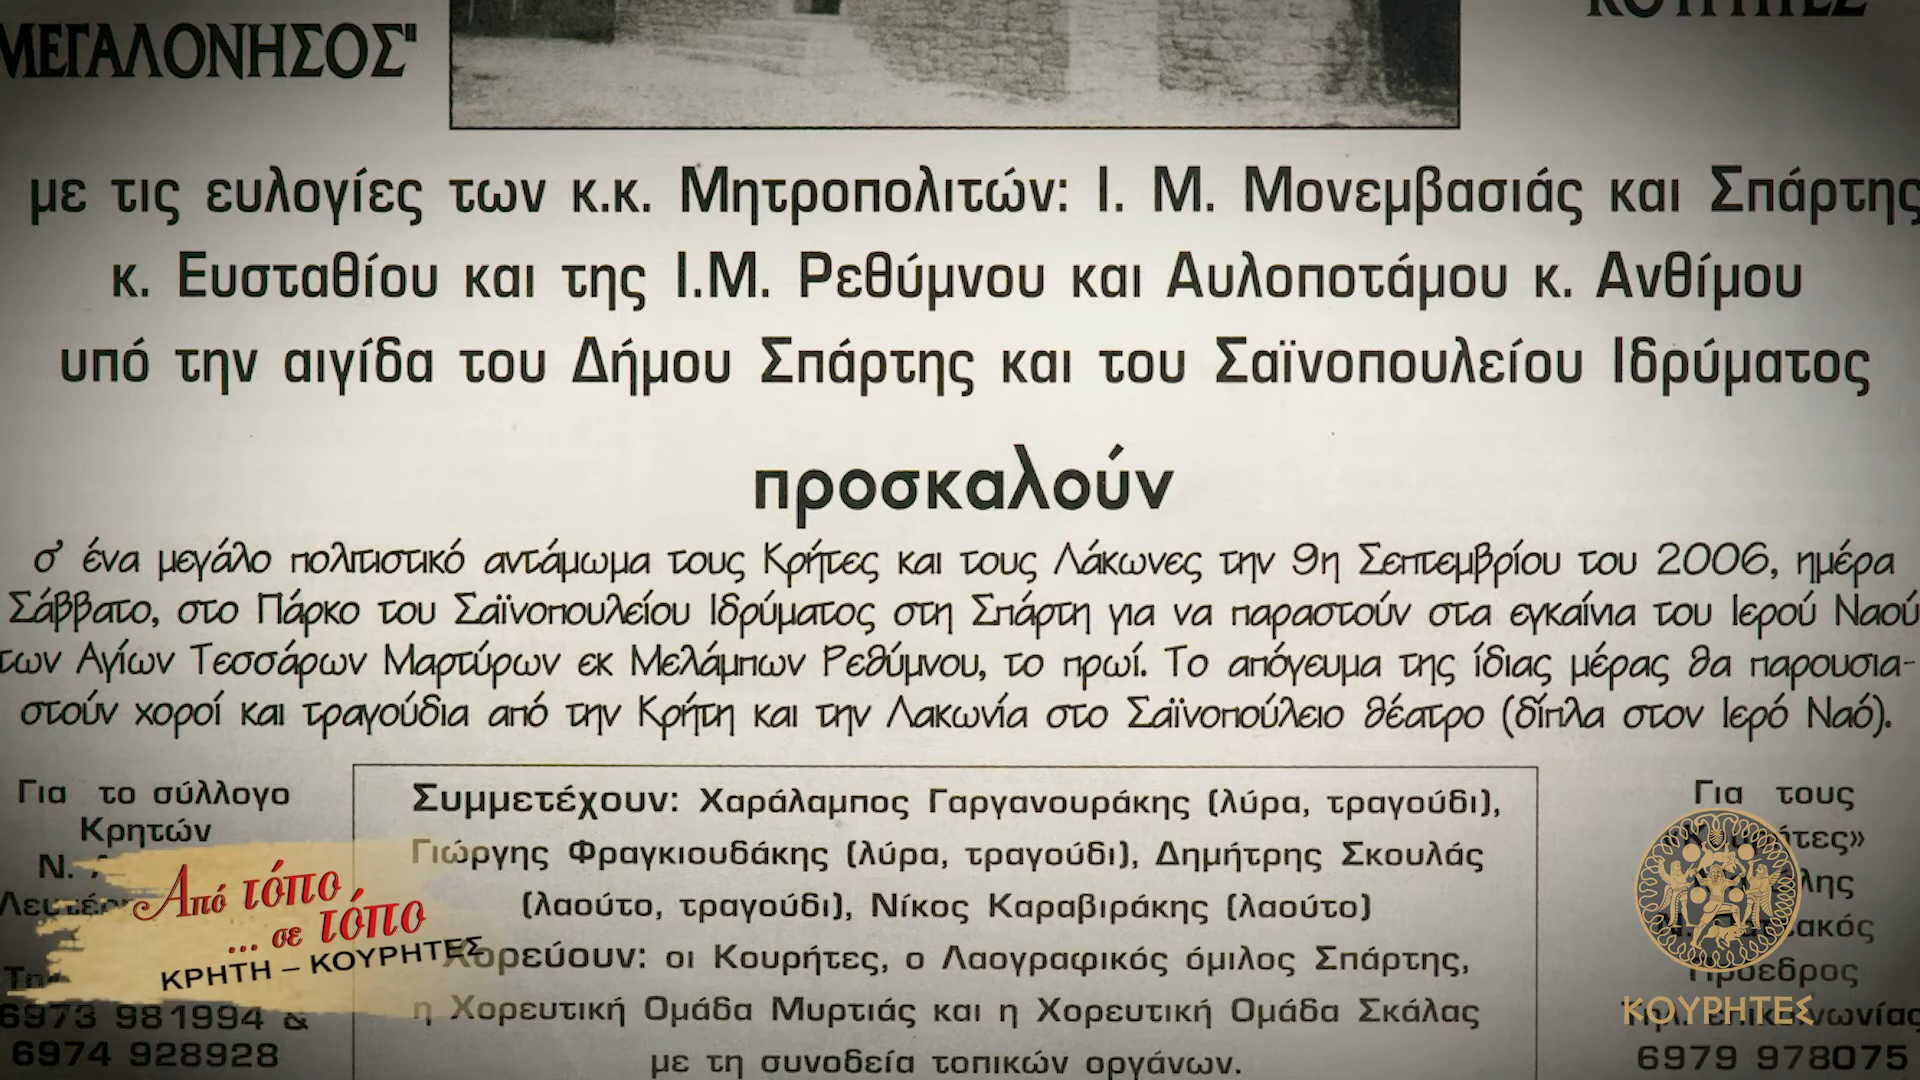 ΜΕΓΑΛΟΝΗΣΟΣ"
ΚΟΥΡΗΤΕΣ
με τις ευλογίες των κ.κ. Μητροπολιτών: Ι. Μ. Μονεμβασιάς και Σπάρτης
κ. Ευσταθίου και της Ι.Μ. Ρεθύμνου και Αυλοποτάμου κ. Ανθίμου
υπό την αιγίδα του Δήμου Σπάρτης και του Σαϊνοπουλείου Ιδρύματος
προσκαλούν
σ' ένα μεγάλο πολιτιστικό αντάμωμα τους Κρήτες και τους Λάκωνες την 9η Σεπτεμβρίου του 2006, ημέρα
Σάββατο, στο Πάρκο του Σαϊνοπουλείου Ιδρύματος στη Σπάρτη για να παραστούν στα εγκαίνια του Ιερού Ναού
των Αγίων Τεσσάρων Μαρτύρων εκ Μελάμπων Ρεθύμνου, το πρωί. Το απόγευμα της ίδιας μέρας θα παρουσια-
στούν χοροί και τραγούδια από την Κρήτη και την Λακωνία στο Σαϊνοπούλειο θέατρο (δίπλα στον Ιερό Ναό).
Για το σύλλογο
Κρητών
Ν.
6973 981994 &
6974 928928
Συμμετέχουν: Χαράλαμπος Γαργανουράκης (λύρα, τραγούδι),
Γιώργης Φραγκιουδάκης (λύρα, τραγούδι), Δημήτρης Σκουλάς
(λαούτο, τραγούδι), Νίκος Καραβιράκης (λαούτο)
Χορεύουν: οι Κουρήτες, ο Λαογραφικός όμιλος Σπάρτης,
η Χορευτική Ομάδα Μυρτιάς και η Χορευτική Ομάδα Σκάλας
με τη συνοδεία τοπικών οργάνων.
Για τους
Πρόεδρος
6979 978075
Από τόπο
... σε τόπο
ΚΡΗΤΗ – ΚΟΥΡΗΤΕΣ
ΚΟΥΡΗΤΕΣ